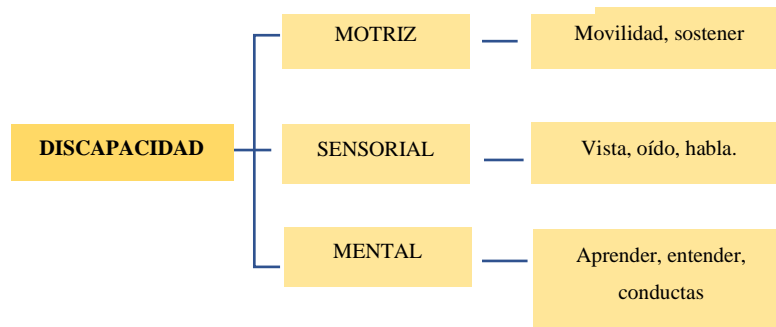 DISCAPACIDAD
MOTRIZ
Movilidad, sostener
SENSORIAL
Vista, oído, habla.
MENTAL
Aprender, entender,
conductas